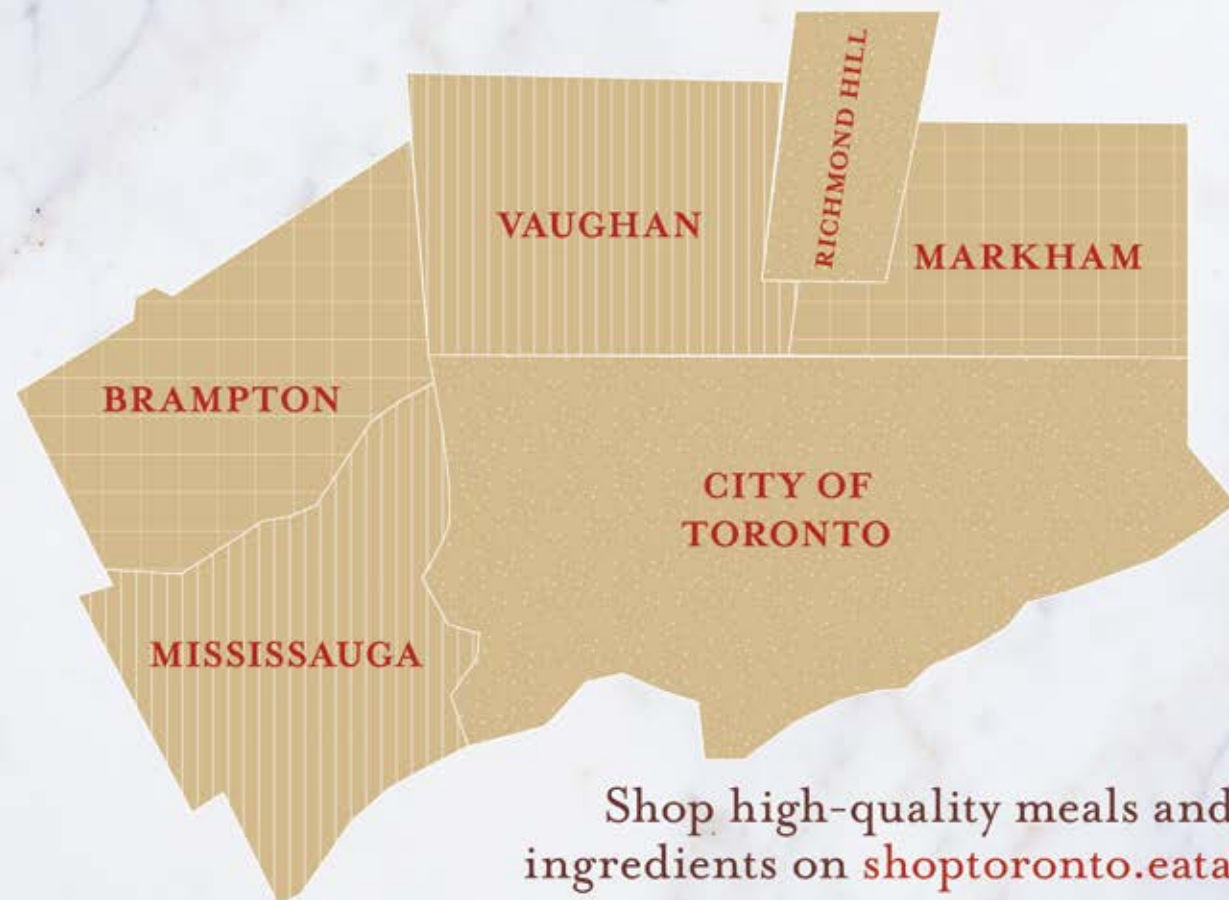 RICHMOND HILL
VAUGHAN
MARKHAM
BRAMPTON
CITY OF
TORONTO
MISSISSAUGA
Shop high-quality meals and
ingredients on shoptoronto.eata